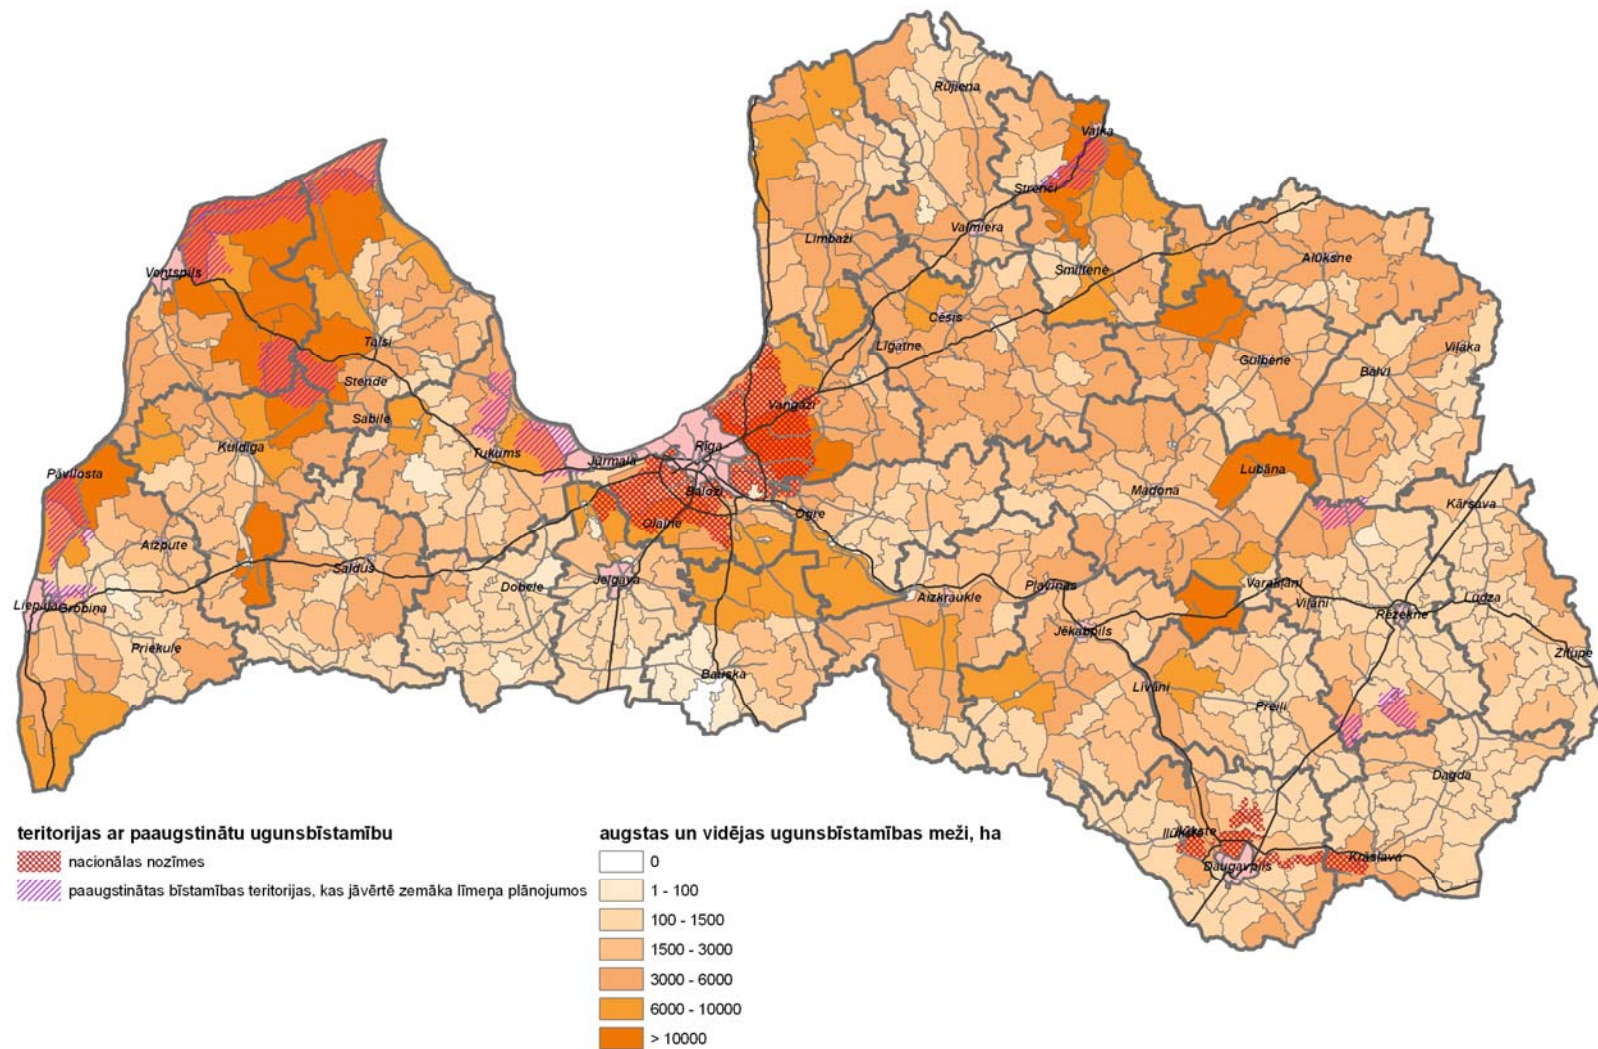 Rūjiena
Valka
Strenči
Valmiera
Limbaži
Smiltene
Alūksne
Ventspils
Cēsis
Līgatne
Talsi
Gulbene
Viļaka
Balvi
Stende
Vangaži
Sabile
Kuldīga
Tukums
Rīga
Jūrmala
Lubāna
Pāvilosta
Baloži
Madona
Kārsava
Ogre
Olaine
Aizpute
Saldus
Dobele
Jelgava
Pļaviņas
Varakļāni
Aizkraukle
Viļāni
Rēzekne
Ludza
Liepāja
Grobiņa
Jēkabpils
Priekule
Zilupe
Bauska
Līvāni
Preiļi
Dagda
Ilūkste
Ilūkste
Krāslava
Daugavpils
teritorijas ar paaugstinātu ugunsbīstamību
nacionālas nozīmes
paaugstinātas bīstamības teritorijas, kas jāvērtē zemāka līmeņa plānojumos
augstas un vidējas ugunsbīstamības meži, ha
0
1 - 100
100 - 1500
1500 - 3000
3000 - 6000
6000 - 10000
> 10000